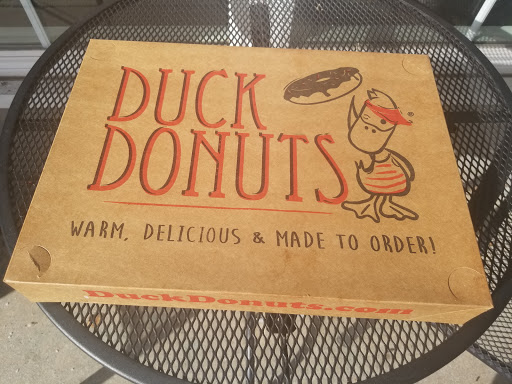 DUCK
DONUTS
®
WARM, DELICIOUS & MADE TO ORDER!
DuckDonuts.com